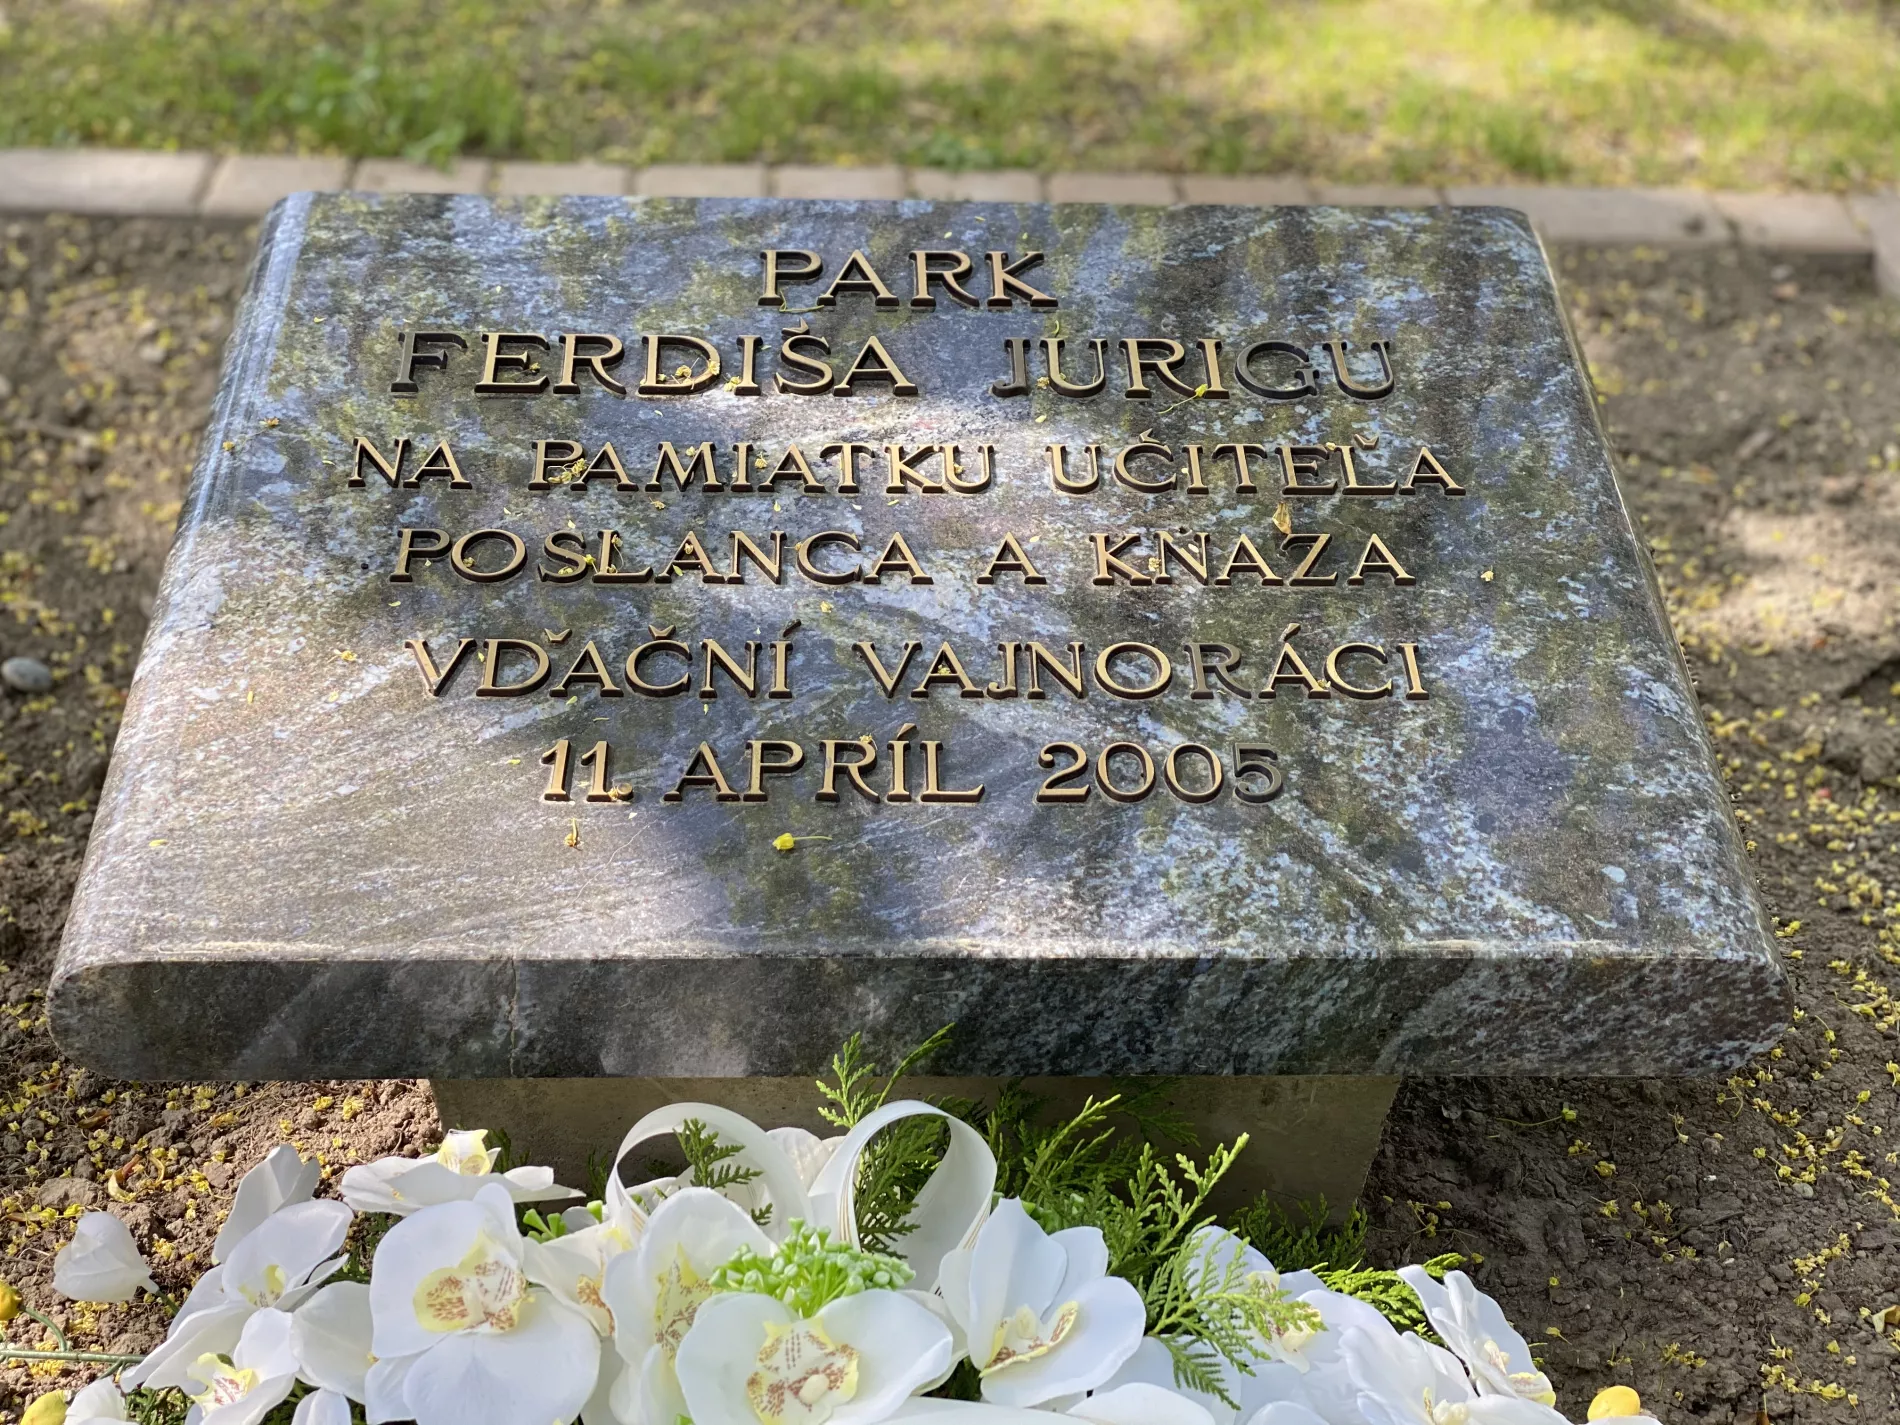 PARK
FERDIŠA JURIGU
NA PAMIATKU UČITEĽA
POSLANCA A KŇAZA
VĎAČNÍ VAJNORÁCI
11. APRÍL 2005